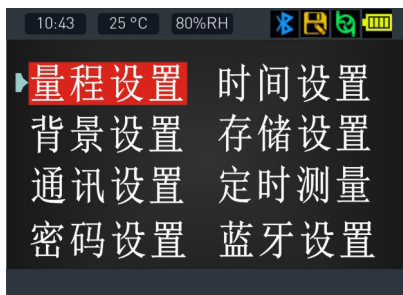 10:43 25 °C 80%RH
量程设置 时间设置
背景设置 存储设置
通讯设置 定时测量
密码设置 蓝牙设置